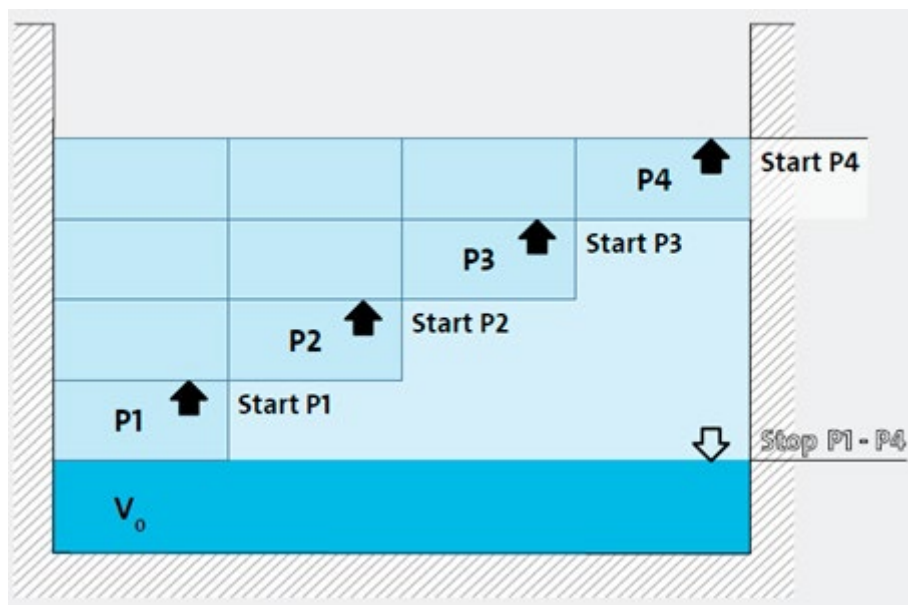 P4
Start P4
P3
Start P3
P2
Start P2
P1
Start P1
Stop P1 - P4
V₀